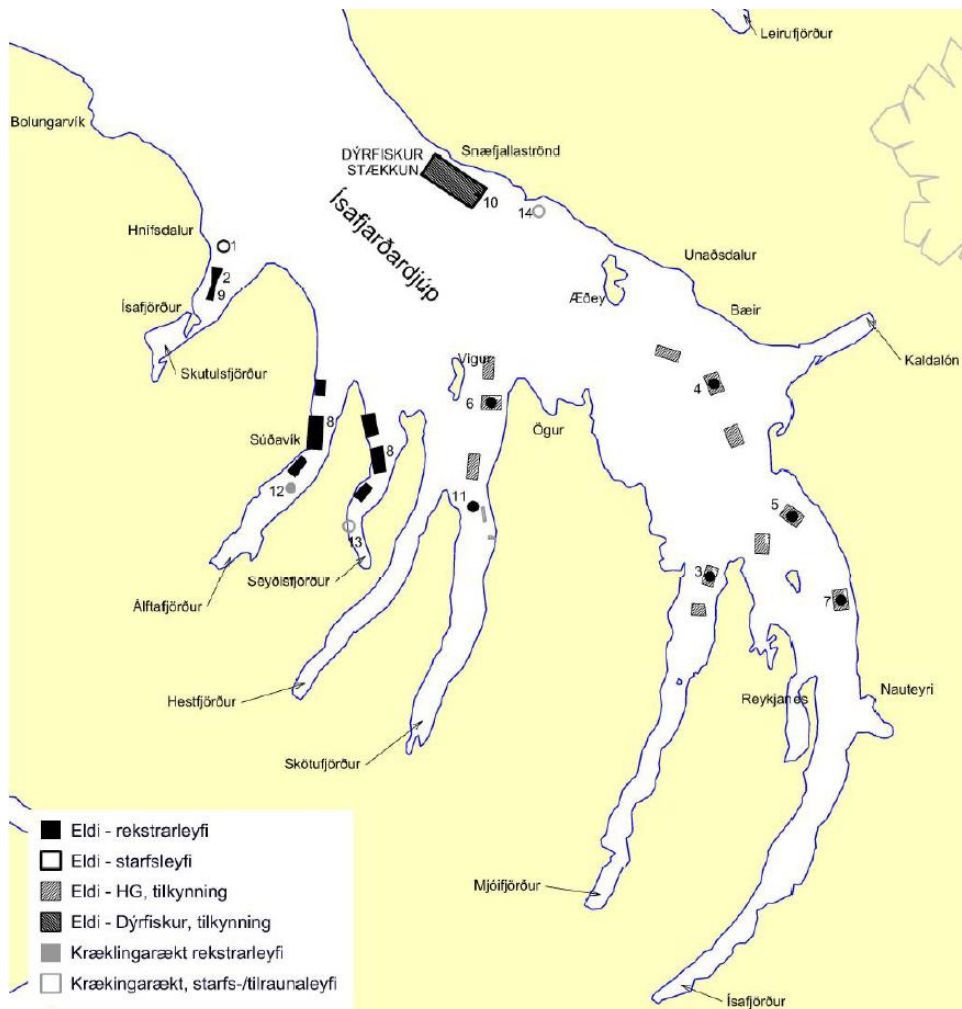 Leirufjörður
Bolungarvík
DÝRFISKUR
STÆKKUN
Snæfjallaströnd
10
14
Ísafjarðardjúp
Hnífsdalur
1
2
9
Ísafjörður
Skutulsfjörður
Unaðsdalur
Æðey
Bæir
Kaldalón
Vigur
6
4
Ögur
8
Súðavík
8
12
11
5
13
Seyðisfjörður
3
7
Álftafjörður
Hestfjörður
Reykjanes
Nauteyri
Skötufjörður
Mjóifjörður
Ísafjörður
Eldi - rekstrarleyfi
Eldi - starfsleyfi
Eldi - HG, tilkynning
Eldi - Dýrfiskur, tilkynning
Kræklingarækt rekstrarleyfi
Krækingarækt, starfs-/tilraunaleyfi